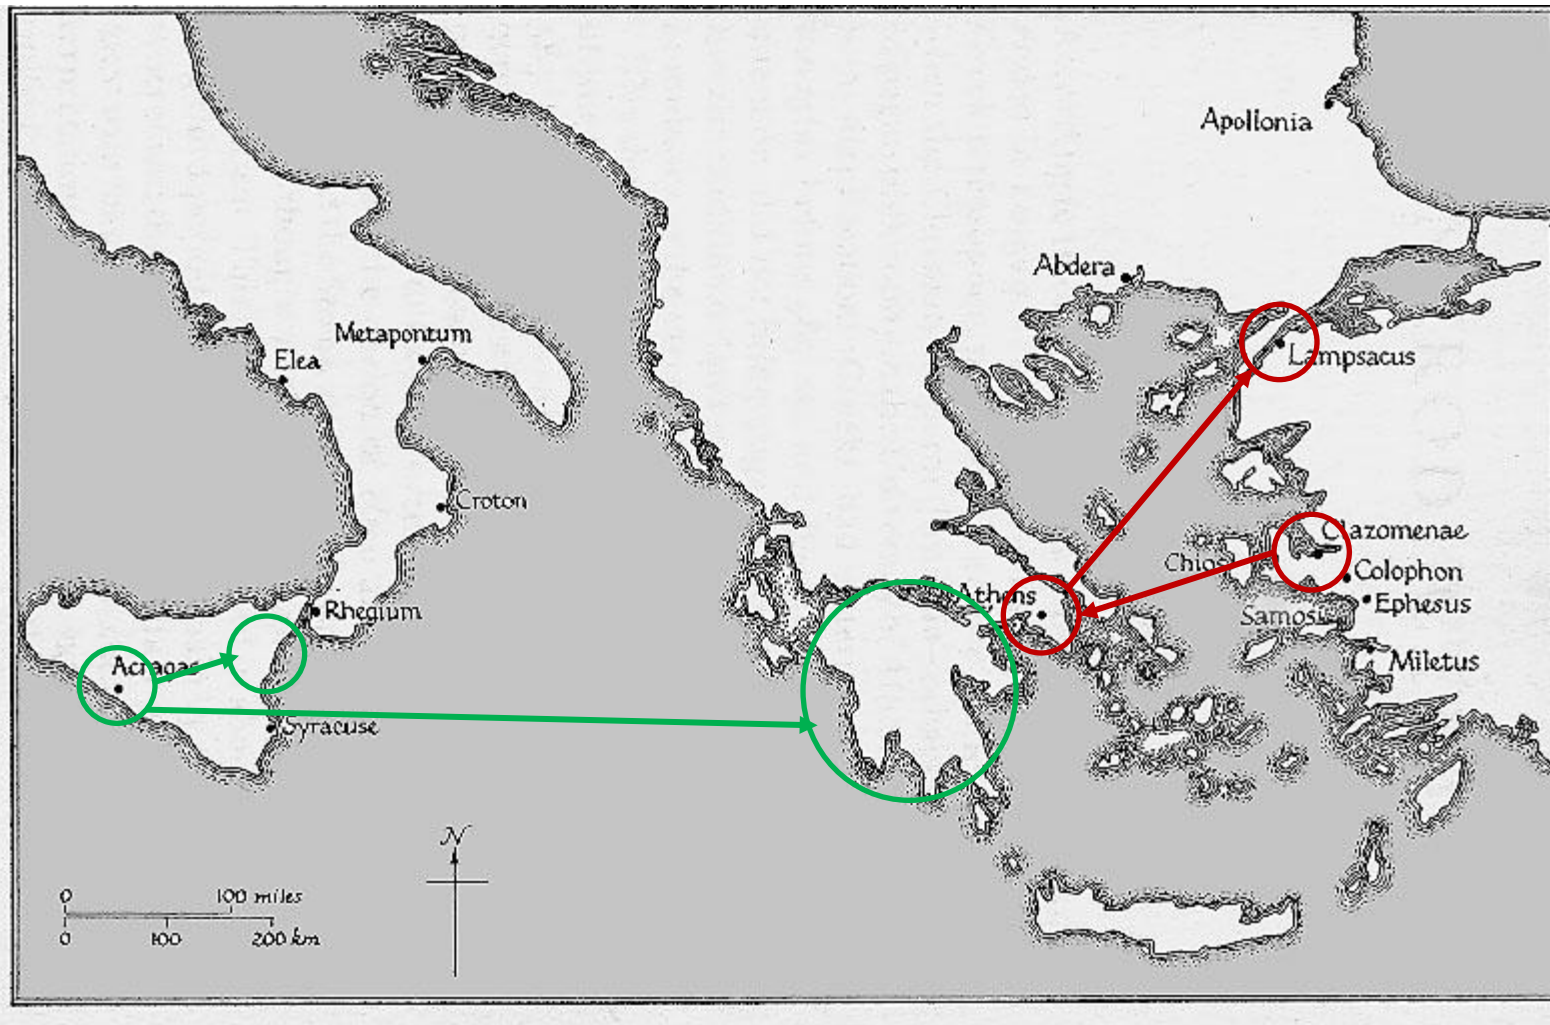 Apollonia
Abdera
Metapontum
Elea
Lampsacus
Croton
Clazomenae
Chios
Colophon
Athens
Ephesus
Rhegium
Samos
Acragas
Miletus
Syracuse
N
0 100 miles
0 100 200 km